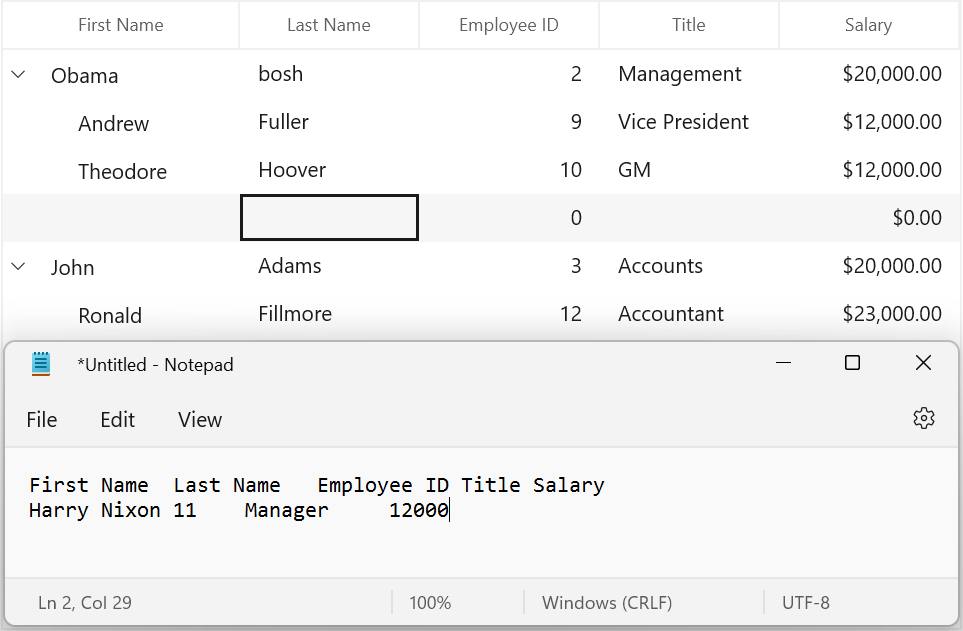 First Name Last Name Employee ID Title Salary
Obama bosh 2 Management $20,000.00
Andrew Fuller 9 Vice President $12,000.00
Theodore Hoover 10 GM $12,000.00
0 $0.00
John Adams 3 Accounts $20,000.00
Ronald Fillmore 12 Accountant $23,000.00
*Untitled - Notepad
File Edit View
First Name Last Name Employee ID Title Salary
Harry Nixon 11 Manager 12000
Ln 2, Col 29 100% Windows (CRLF) UTF-8